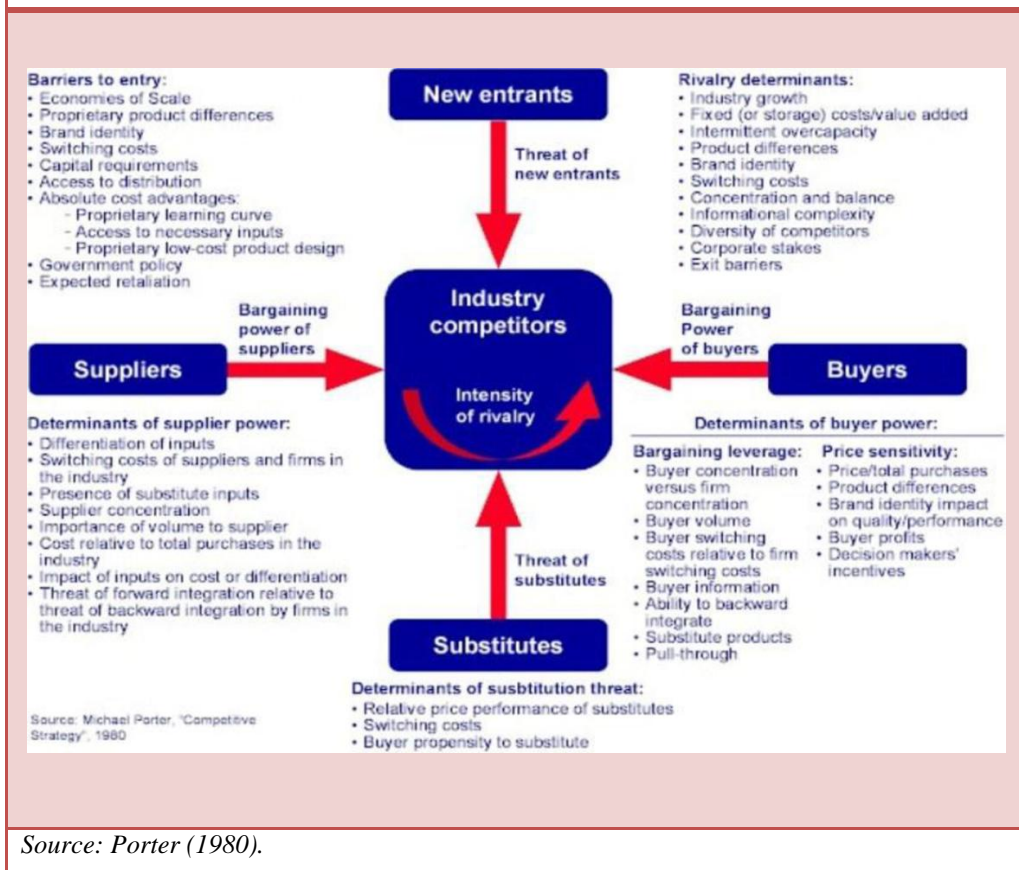 Barriers to entry:
• Economies of Scale
• Proprietary product differences
• Brand identity
• Switching costs
• Capital requirements
• Access to distribution
• Absolute cost advantages:
- Proprietary learning curve
- Access to necessary inputs
- Proprietary low-cost product design
• Government policy
• Expected retaliation
New entrants
Threat of
new entrants
Rivalry determinants:
• Industry growth
• Fixed (or storage) costs/value added
• Intermittent overcapacity
• Product differences
• Brand identity
• Switching costs
• Concentration and balance
• Informational complexity
• Diversity of competitors
• Corporate stakes
• Exit barriers
Bargaining
power of
suppliers
Suppliers
Industry
competitors
Intensity
of rivalry
Bargaining
Power
of buyers
Buyers
Determinants of supplier power:
• Differentiation of inputs
• Switching costs of suppliers and firms in
the industry
• Presence of substitute inputs
• Supplier concentration
• Importance of volume to supplier
• Cost relative to total purchases in the
industry
• Impact of inputs on cost or differentiation
• Threat of forward integration relative to
threat of backward integration by firms in
the industry
Threat of
substitutes
Substitutes
Determinants of buyer power:
Bargaining leverage:
• Buyer concentration
versus firm
concentration
• Buyer volume
• Buyer switching
costs relative to firm
switching costs
• Buyer information
• Ability to backward
integrate
• Substitute products
• Pull-through
Price sensitivity:
• Price/total purchases
• Product differences
• Brand identity impact
on quality/performance
• Buyer profits
• Decision makers'
incentives
Determinants of susbtitution threat:
• Relative price performance of substitutes
• Switching costs
• Buyer propensity to substitute
Source: Michael Porter, "Competitive
Strategy", 1980
Source: Porter (1980).